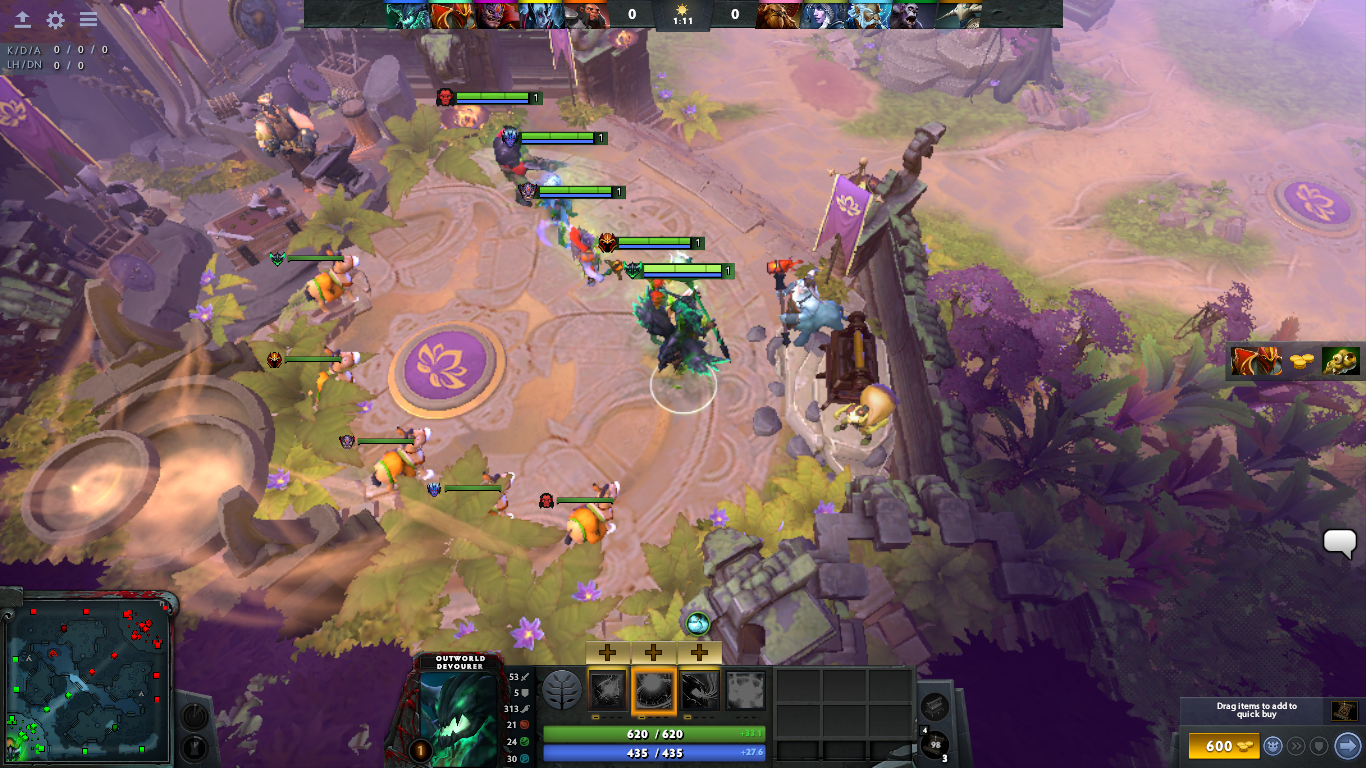 0 1:11 0
K/D/A 0 / 0 / 0
LH/DN 0 / 0
1
1
1
1
1
OUTWORLD
DEVOURER
53
5
313
21
24
30
1
620 / 620 +33.1
435 / 435 +27.6
4
98
3
Drag items to add to
quick buy
600